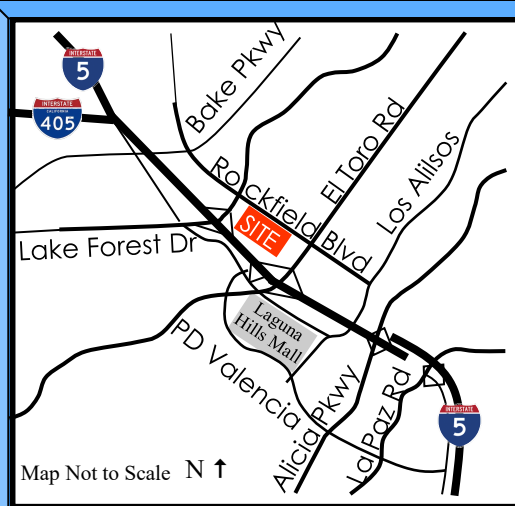 INTERSTATE
5
INTERSTATE
CALIFORNIA
405
Bake Pkwy
El Toro Rd
Los Alilsos
Rockfield Blvd
SITE
Lake Forest Dr
Laguna
Hills Mall
PD Valencia
Alicia Pkwy
La Paz Rd
INTERSTATE
5
Map Not to Scale N ↑